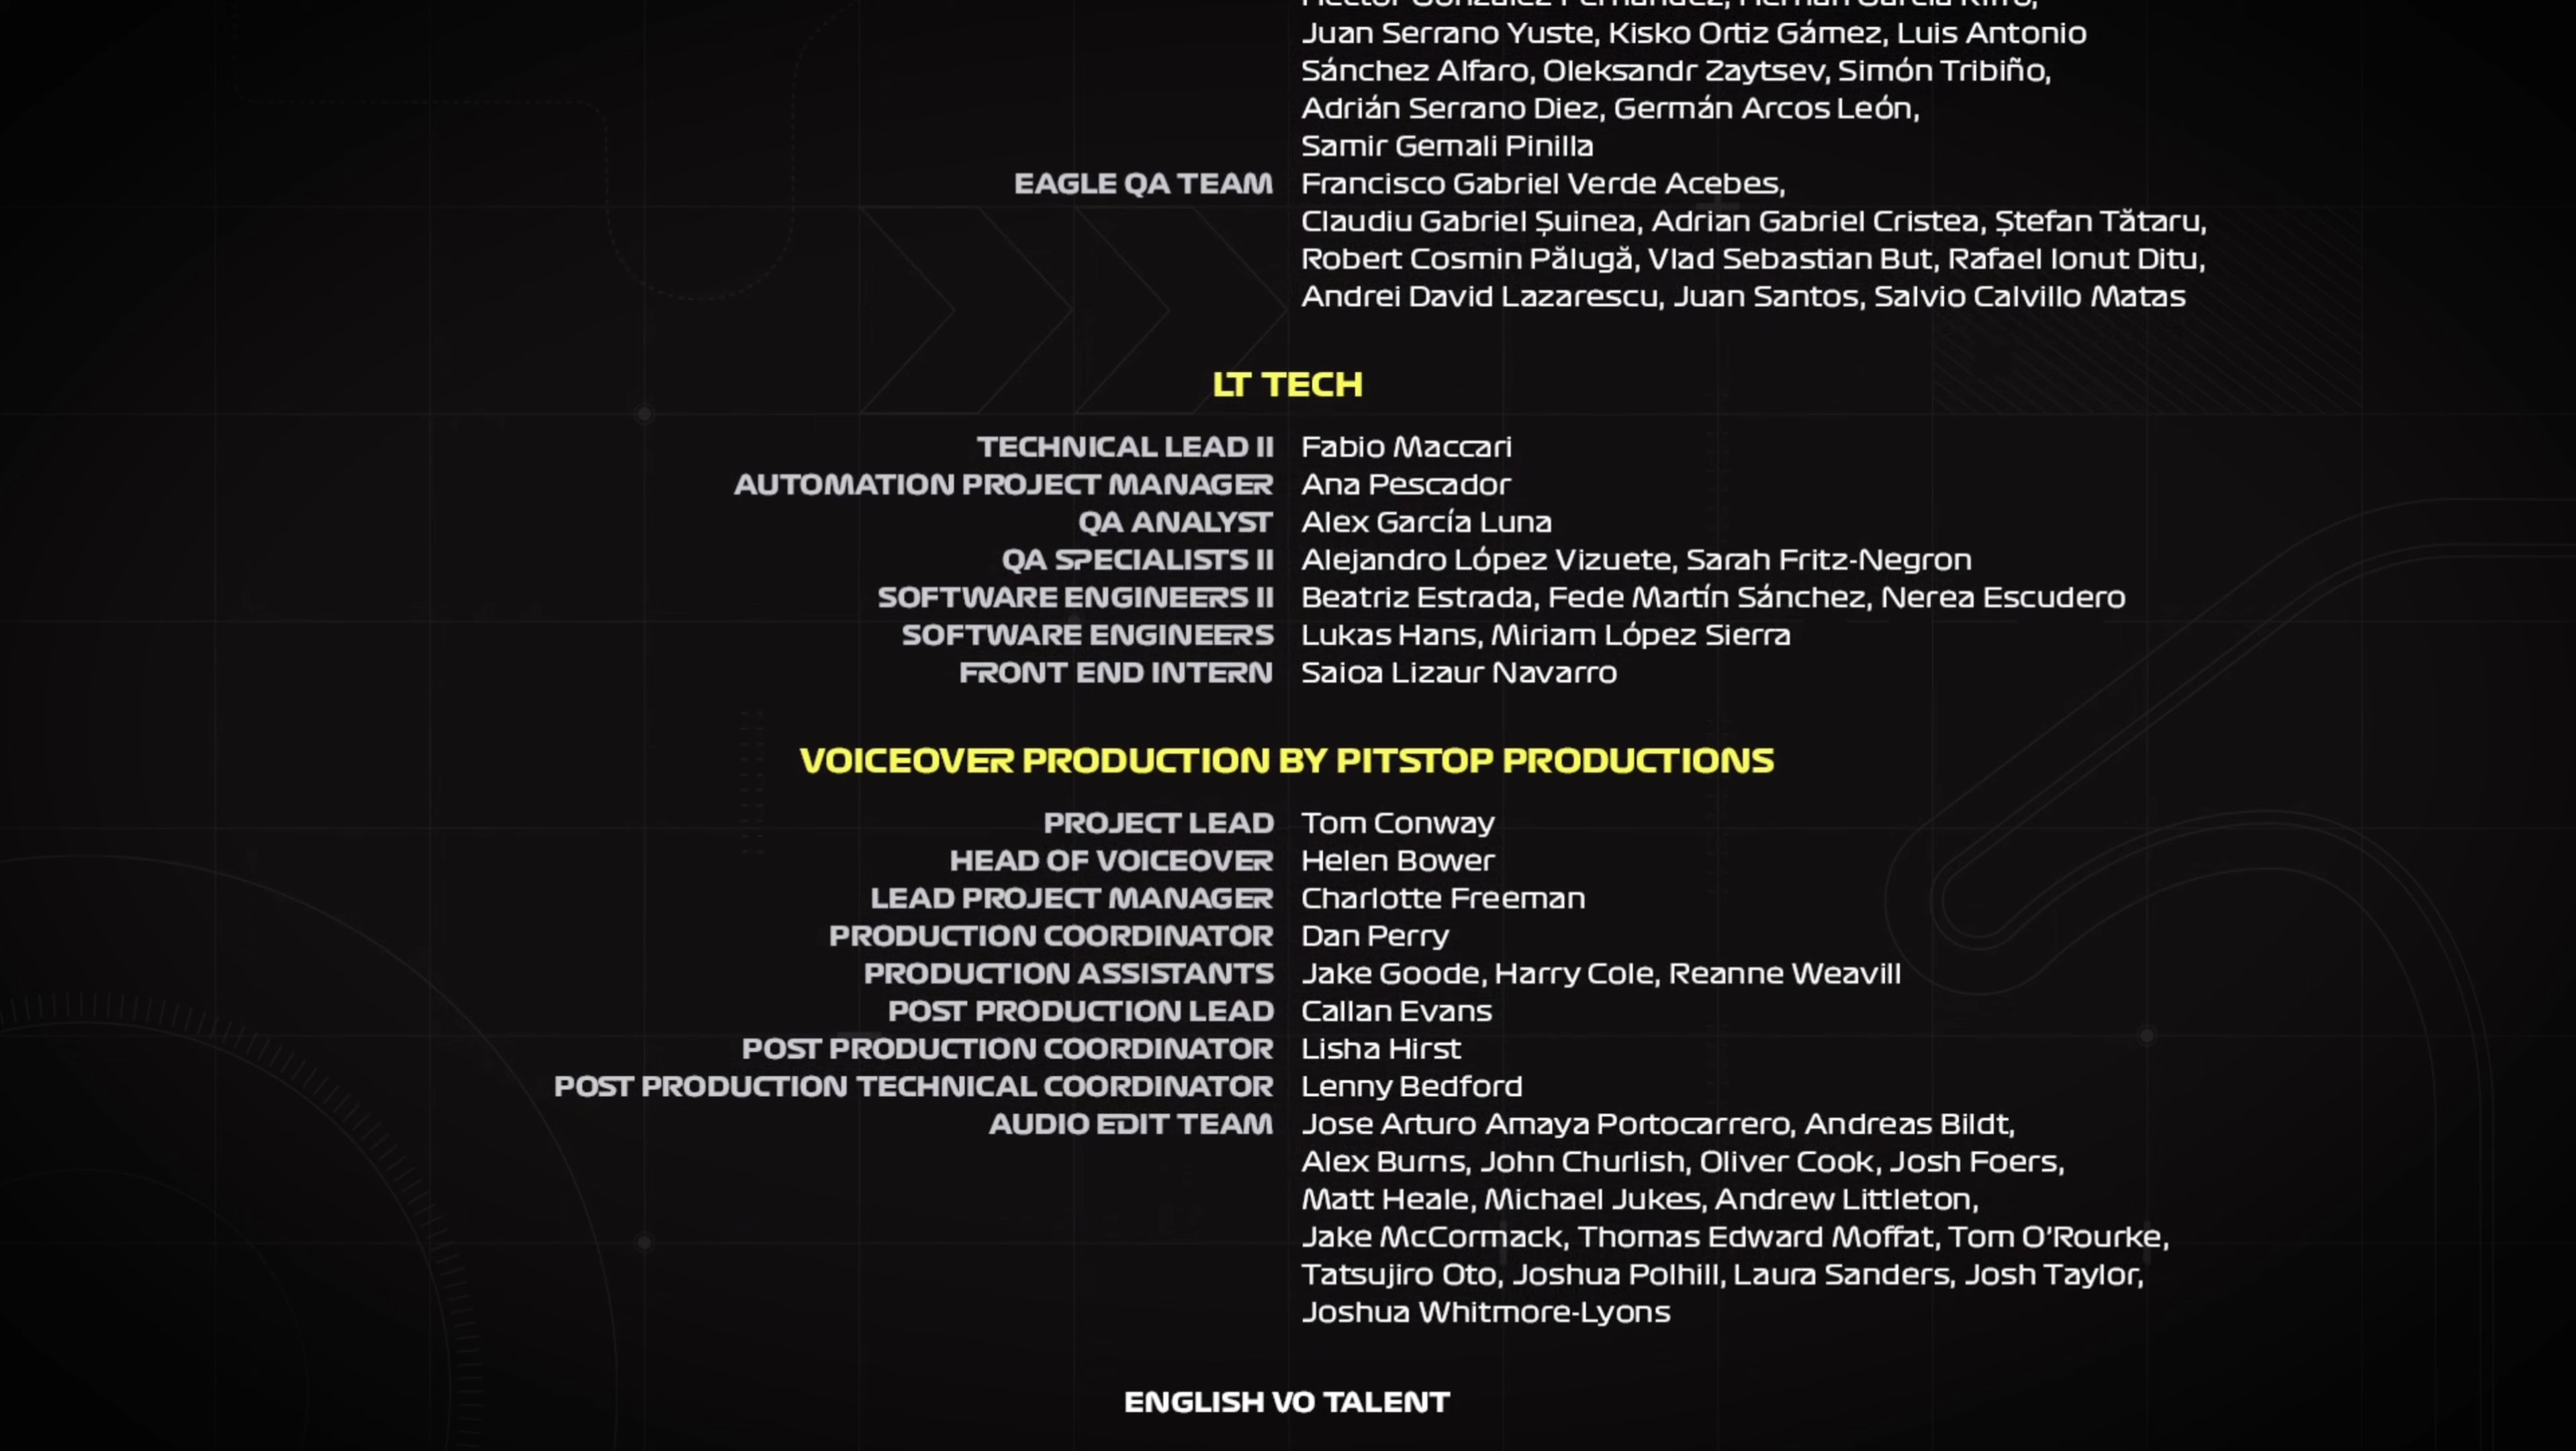 Juan Serrano Yuste, Kisko Ortiz Gámez, Luis Antonio
Sánchez Alfaro, Oleksandr Zaytsev, Simón Tribiño,
Adrián Serrano Diez, Germán Arcos León,
Samir Gemali Pinilla
EAGLE QA TEAM Francisco Gabriel Verde Acebes,
Claudiu Gabriel Șuinea, Adrian Gabriel Cristea, Ștefan Tătaru,
Robert Cosmin Pălugă, Vlad Sebastian But, Rafael Ionut Ditu,
Andrei David Lazarescu, Juan Santos, Salvio Calvillo Matas
LT TECH
TECHNICAL LEAD II Fabio Maccari
AUTOMATION PROJECT MANAGER Ana Pescador
QA ANALYST Alex García Luna
QA SPECIALISTS II Alejandro López Vizuete, Sarah Fritz-Negron
SOFTWARE ENGINEERS II Beatriz Estrada, Fede Martín Sánchez, Nerea Escudero
SOFTWARE ENGINEERS Lukas Hans, Miriam López Sierra
FRONT END INTERN Saioa Lizaur Navarro
VOICEOVER PRODUCTION BY PITSTOP PRODUCTIONS
PROJECT LEAD Tom Conway
HEAD OF VOICEOVER Helen Bower
LEAD PROJECT MANAGER Charlotte Freeman
PRODUCTION COORDINATOR Dan Perry
PRODUCTION ASSISTANTS Jake Goode, Harry Cole, Reanne Weavill
POST PRODUCTION LEAD Callan Evans
POST PRODUCTION COORDINATOR Lisha Hirst
POST PRODUCTION TECHNICAL COORDINATOR Lenny Bedford
AUDIO EDIT TEAM Jose Arturo Amaya Portocarrero, Andreas Bildt,
Alex Burns, John Churlish, Oliver Cook, Josh Foers,
Matt Heale, Michael Jukes, Andrew Littleton,
Jake McCormack, Thomas Edward Moffat, Tom O'Rourke,
Tatsujiro Oto, Joshua Polhill, Laura Sanders, Josh Taylor,
Joshua Whitmore-Lyons
ENGLISH VO TALENT